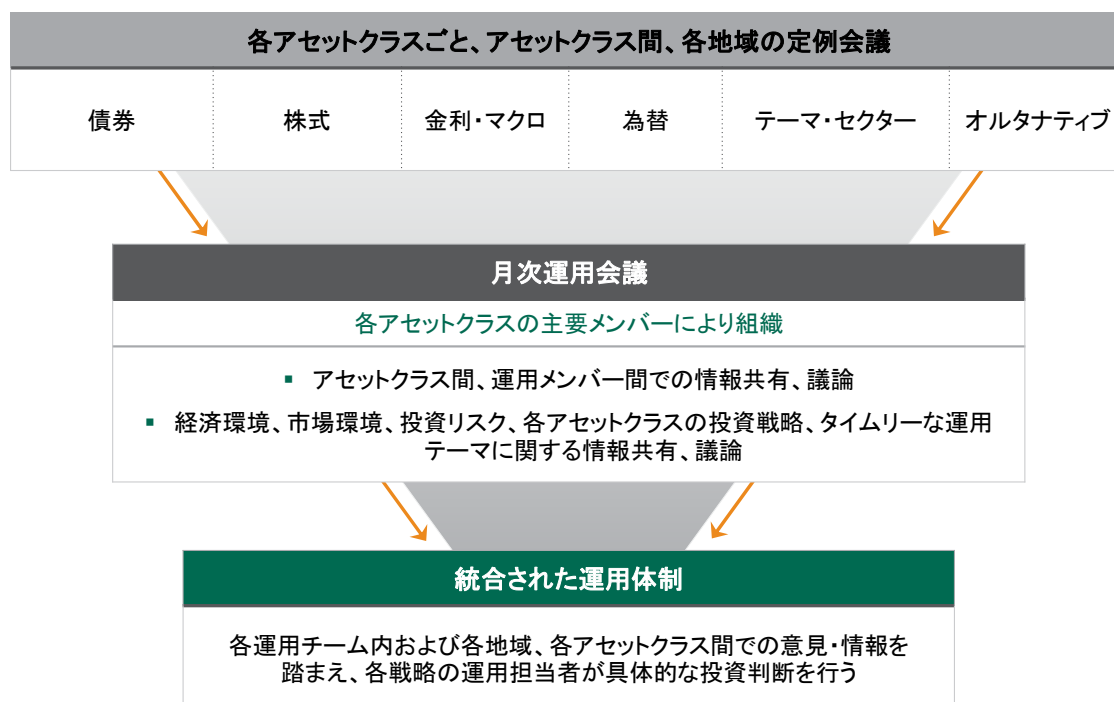 各アセットクラスごと、アセットクラス間、各地域の定例会議
債券
株式
金利・マクロ
為替
テーマ・セクター
オルタナティブ
月次運用会議
各アセットクラスの主要メンバーにより組織
▪ アセットクラス間、運用メンバー間での情報共有、議論
▪ 経済環境、市場環境、投資リスク、各アセットクラスの投資戦略、タイムリーな運用
テーマに関する情報共有、議論
統合された運用体制
各運用チーム内および各地域、各アセットクラス間での意見・情報を
踏まえ、各戦略の運用担当者が具体的な投資判断を行う